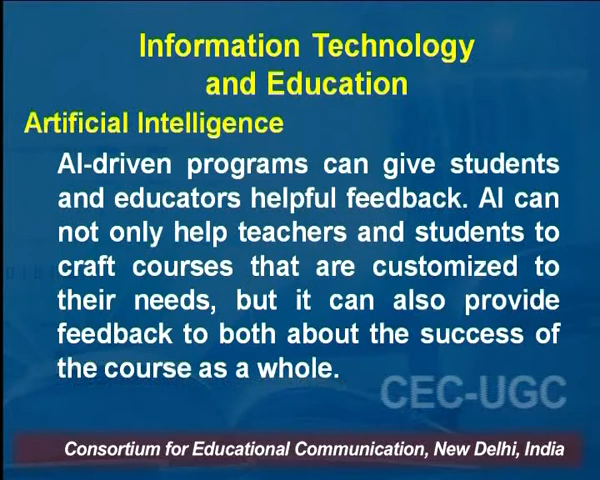 Information Technology
and Education
Artificial Intelligence
AI-driven programs can give students
and educators helpful feedback. AI can
not only help teachers and students to
craft courses that are customized to
their needs, but it can also provide
feedback to both about the success of
the course as a whole.
CEC-UGC
Consortium for Educational Communication, New Delhi, India